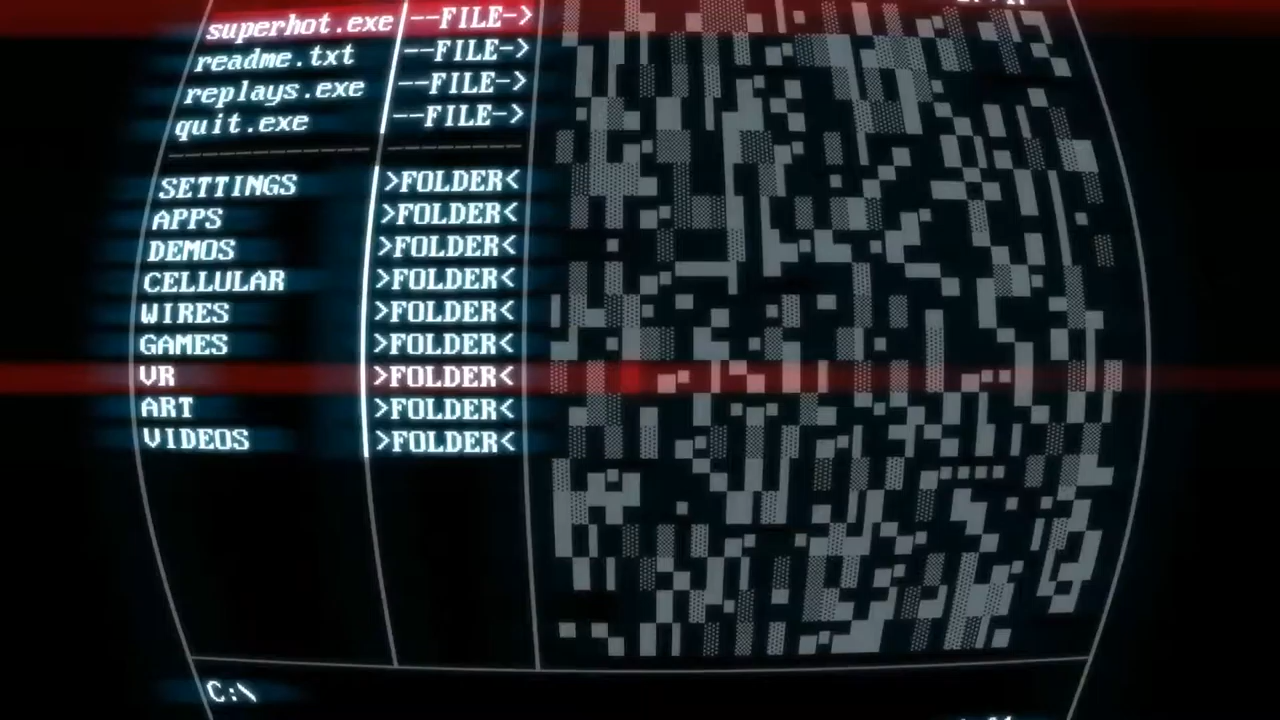 superhot.exe --FILE->
readme.txt --FILE->
replays.exe --FILE->
quit.exe --FILE->
SETTINGS >FOLDER<
APPS >FOLDER<
DEMOS >FOLDER<
CELLULAR >FOLDER<
WIRES >FOLDER<
GAMES >FOLDER<
VR >FOLDER<
ART >FOLDER<
VIDEOS >FOLDER<
C:\